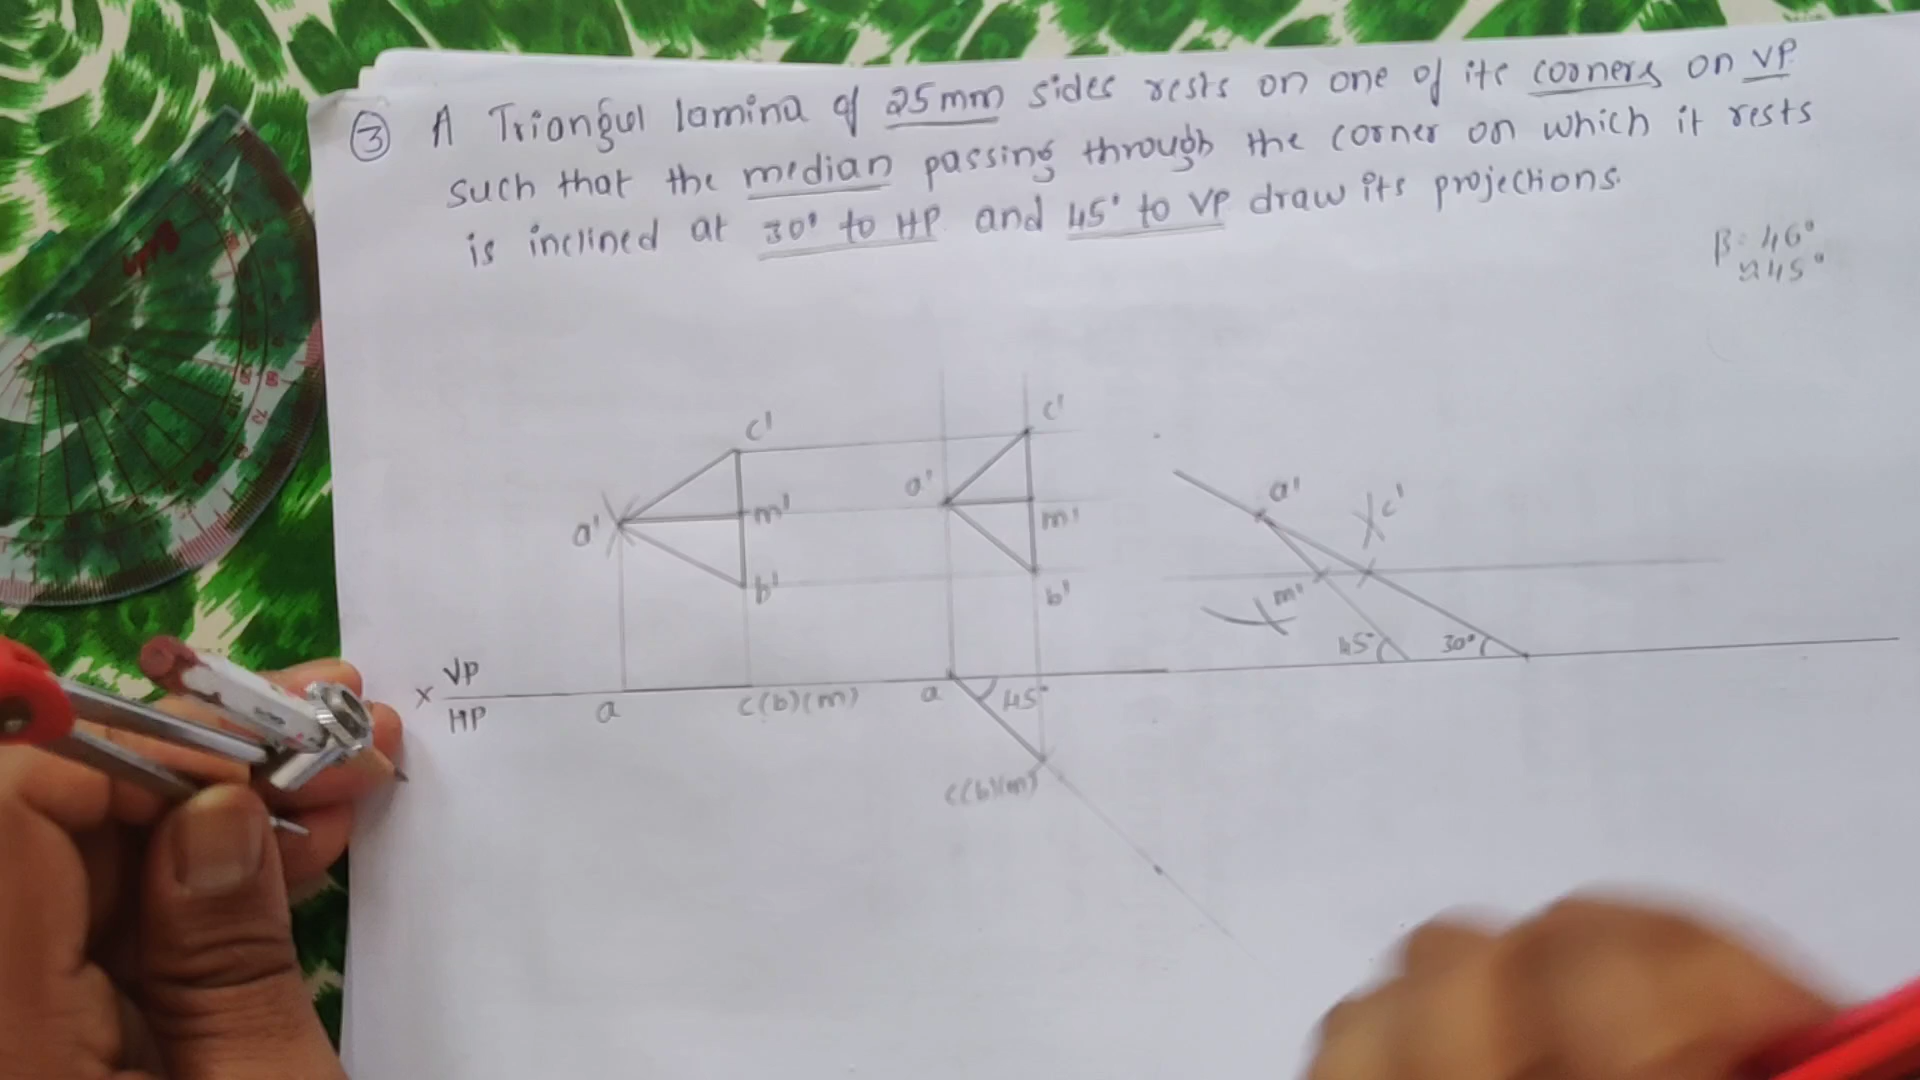 ③ A Triangul lamina of 25mm sides rests on one of its corners on VP
such that the median passing through the corner on which it rests
is inclined at 30° to HP and 45° to VP draw its projections.
β=46°
≈45°
c'
a' m'
b'
c'
a' m'
b'
a' c'
m'
45° 30°
X VP
HP
a c(b)(m) a 45°
c(b)(m)